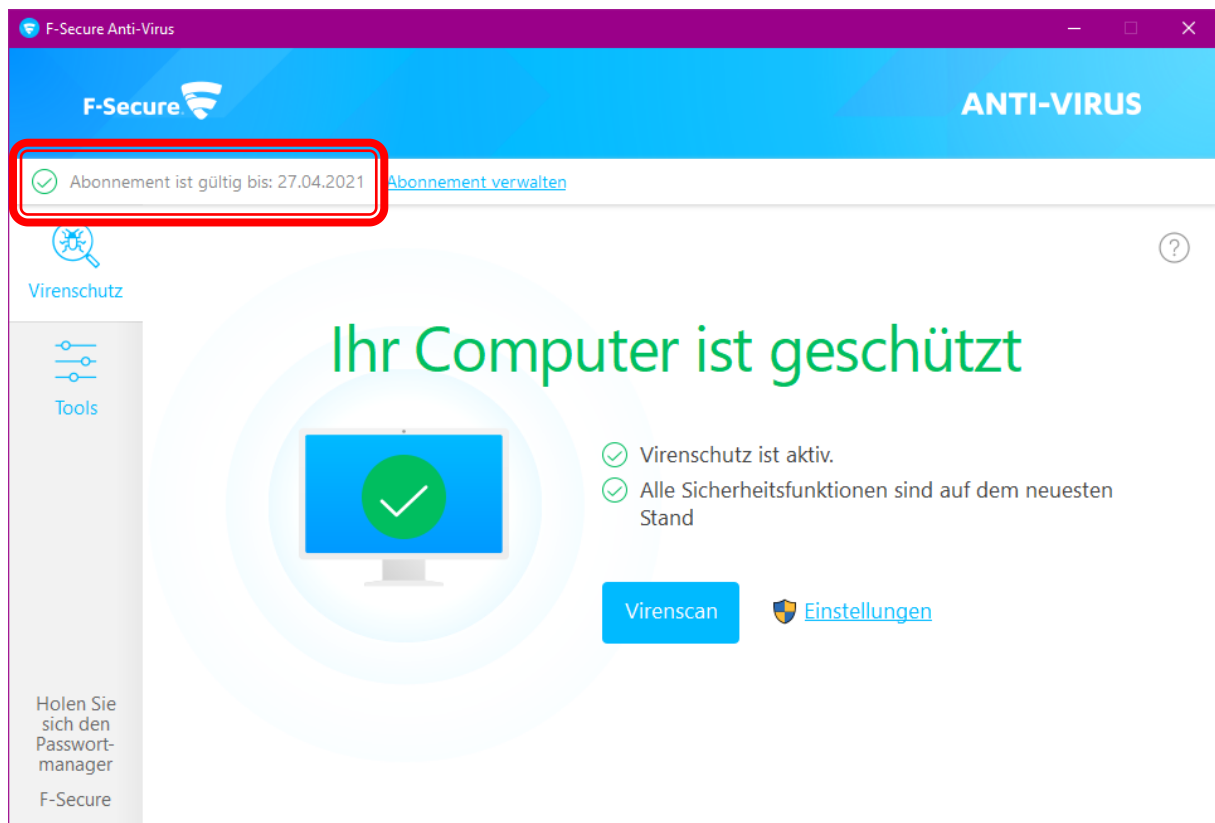 F-Secure Anti-Virus
F-Secure
ANTI-VIRUS
Abonnement ist gültig bis: 27.04.2021 Abonnement verwalten
Virenschutz
Tools
Ihr Computer ist geschützt
Virenschutz ist aktiv.
Alle Sicherheitsfunktionen sind auf dem neuesten
Stand
Virenscan
Einstellungen
Holen Sie
sich den
Passwort-
manager
F-Secure